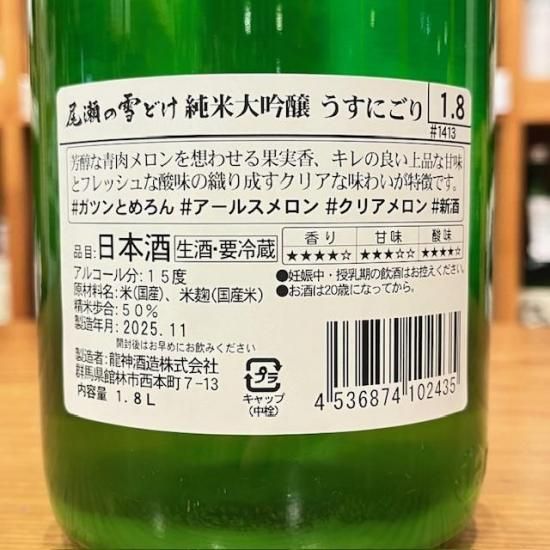 尾瀬の雪どけ 純米大吟醸 うすにごり 1.8
#1413
芳醇な青肉メロンを想わせる果実香、キレの良い上品な甘味
とフレッシュな酸味の織り成すクリアな味わいが特徴です。
#ガツンとめろん #アールスメロン #クリアメロン #新酒
品目:日本酒 生酒・要冷蔵
香り 甘味 酸味
★★★★☆ ★★★☆☆ ★★★★☆
アルコール分:15度
原材料名:米(国産)、米麹(国産米)
精米歩合:50%
製造年月:2025.11
開封後はお早めにお飲みください
●妊娠中・授乳期の飲酒はお控えください。
●お酒は20歳になってから。
製造者:龍神酒造株式会社
群馬県館林市西本町7-13
内容量:1.8L
プラ
キャップ
(中栓)
4 536874 102435